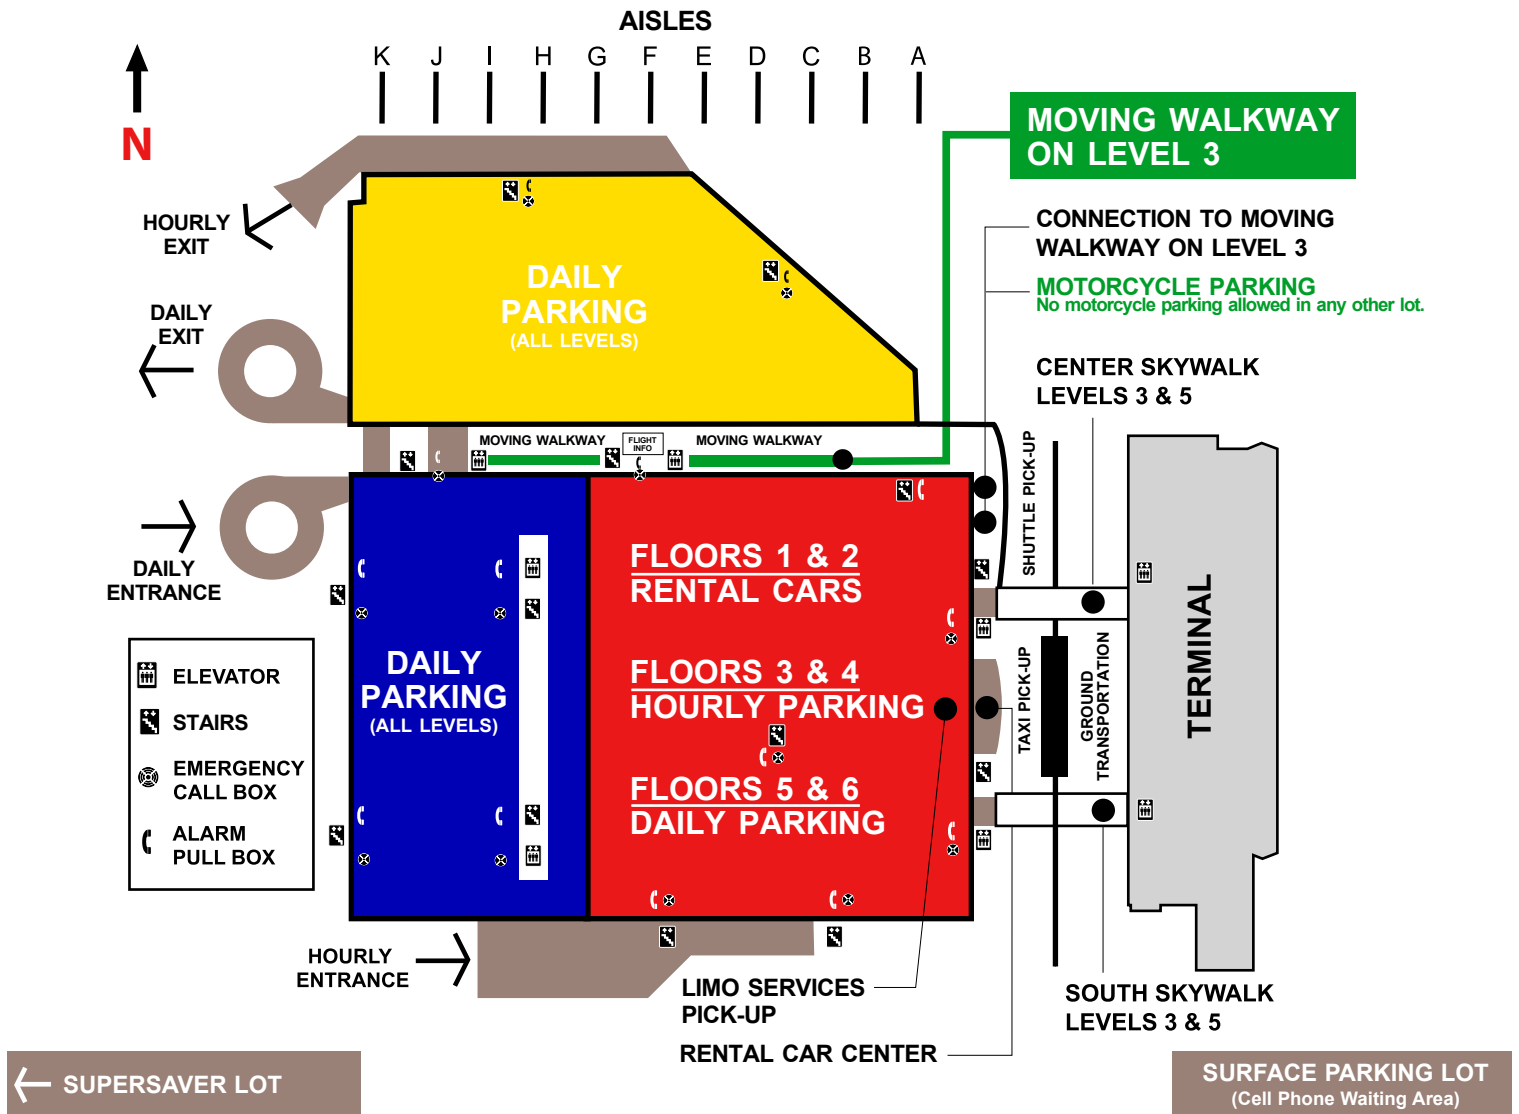 AISLES
K J I H G F E D C B A
N
MOVING WALKWAY
ON LEVEL 3
HOURLY
EXIT
CONNECTION TO MOVING
WALKWAY ON LEVEL 3
MOTORCYCLE PARKING
No motorcycle parking allowed in any other lot.
DAILY
EXIT
DAILY
PARKING
(ALL LEVELS)
CENTER SKYWALK
LEVELS 3 & 5
MOVING WALKWAY
FLIGHT
INFO
MOVING WALKWAY
SHUTTLE PICK-UP
DAILY
ENTRANCE
FLOORS 1 & 2
RENTAL CARS
DAILY
PARKING
(ALL LEVELS)
FLOORS 3 & 4
HOURLY PARKING
FLOORS 5 & 6
DAILY PARKING
TAXI PICK-UP
GROUND
TRANSPORTATION
TERMINAL
ELEVATOR
STAIRS
EMERGENCY
CALL BOX
ALARM
PULL BOX
HOURLY
ENTRANCE
LIMO SERVICES
PICK-UP
RENTAL CAR CENTER
SOUTH SKYWALK
LEVELS 3 & 5
SUPERSAVER LOT
SURFACE PARKING LOT
(Cell Phone Waiting Area)